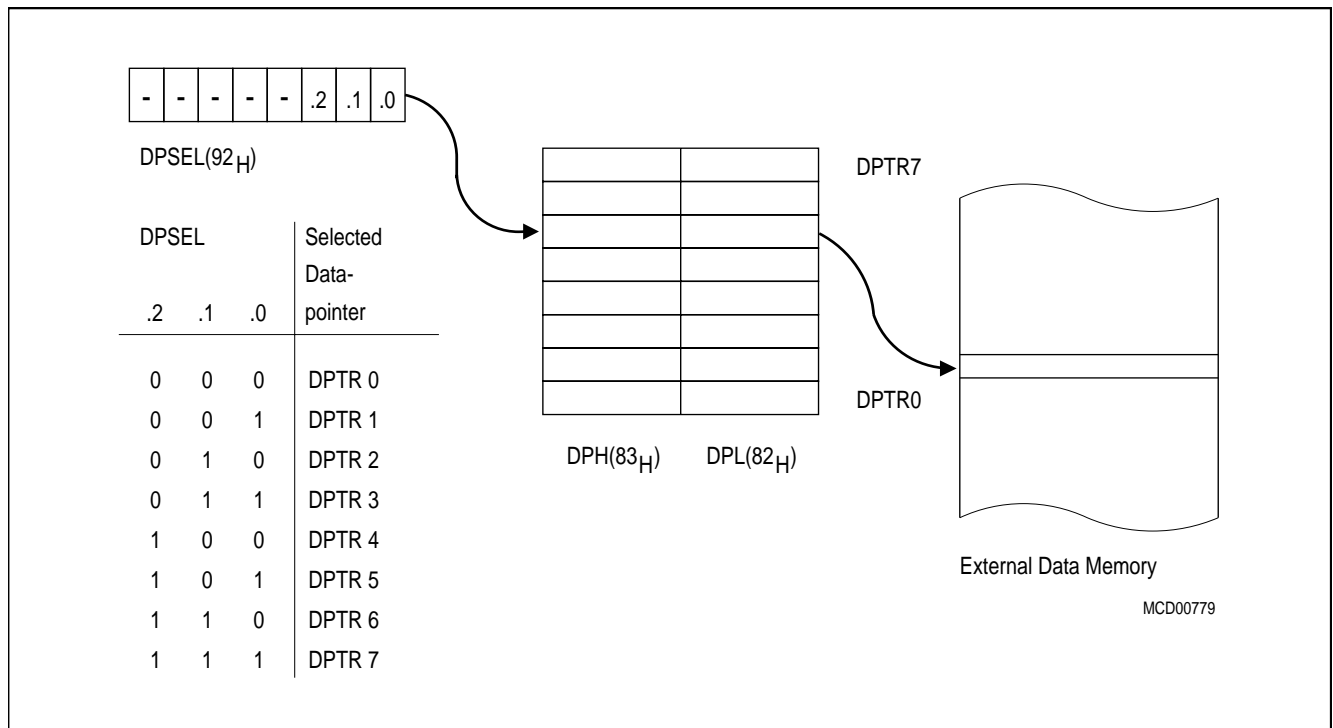 - - - - - .2 .1 .0
DPSEL(92H)
DPSEL Selected
Data-
.2 .1 .0 pointer
0 0 0 DPTR 0
0 0 1 DPTR 1
0 1 0 DPTR 2
0 1 1 DPTR 3
1 0 0 DPTR 4
1 0 1 DPTR 5
1 1 0 DPTR 6
1 1 1 DPTR 7
DPTR7
DPTR0
DPH(83H) DPL(82H)
External Data Memory
MCD00779